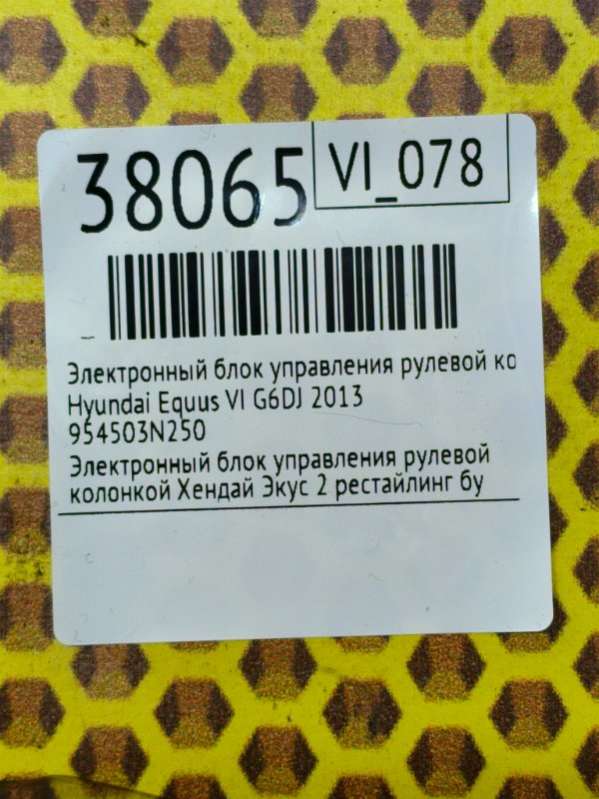 38065
VI_078
Электронный блок управления рулевой ко
Hyundai Equus VI G6DJ 2013
954503N250
Электронный блок управления рулевой
колонкой Хендай Экус 2 рестайлинг бу